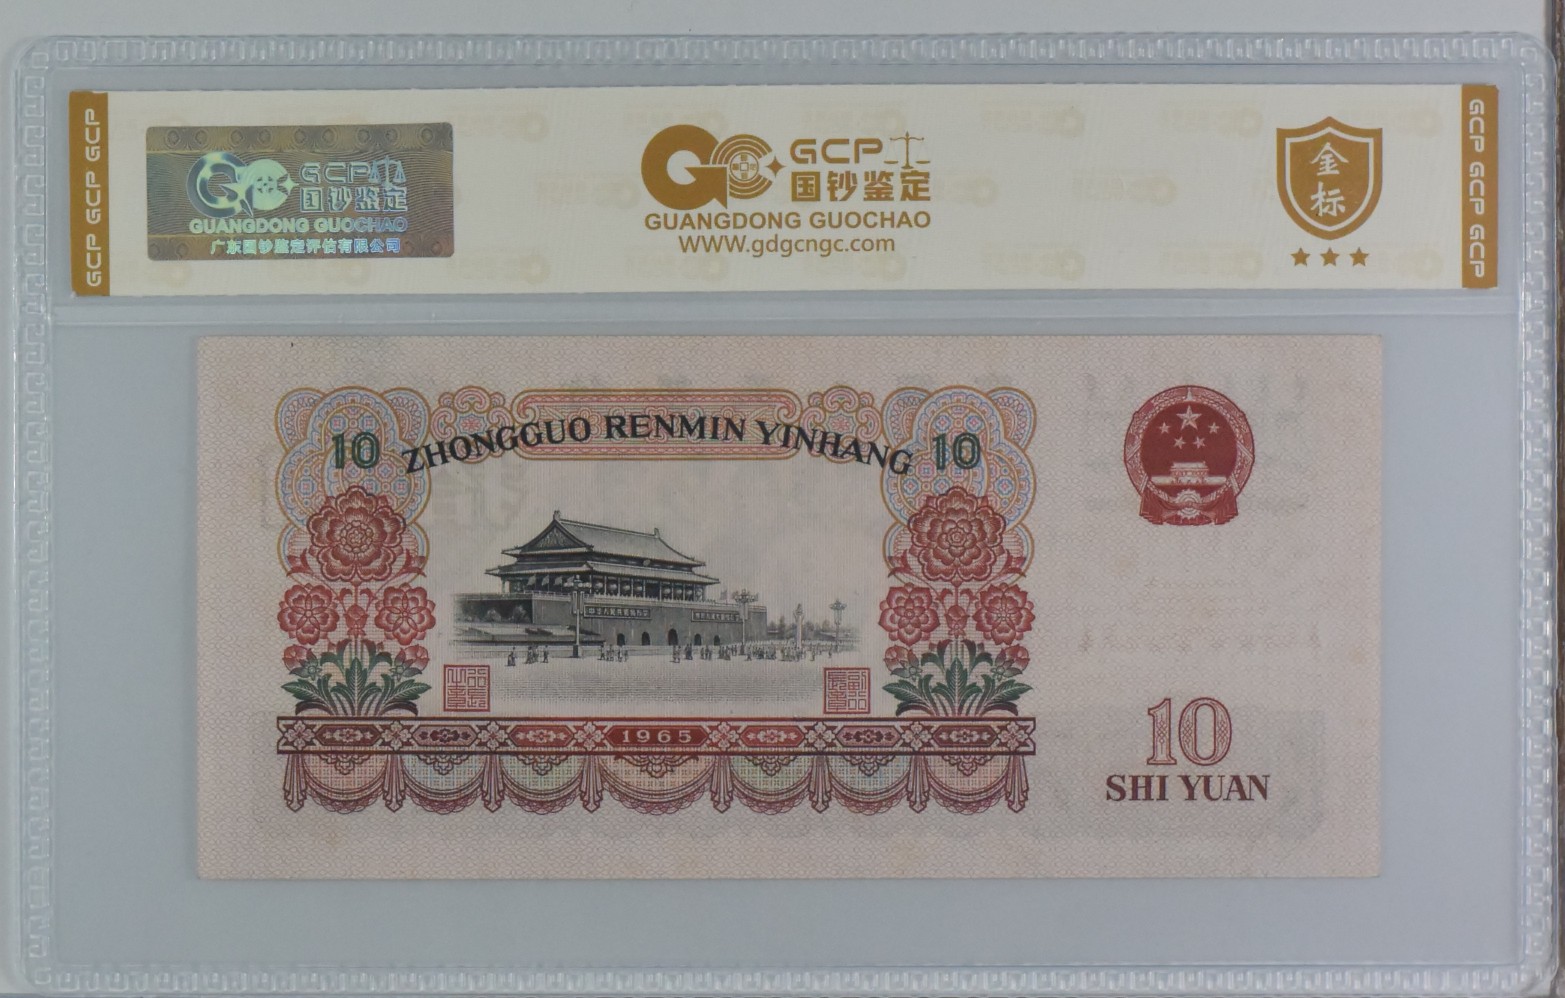 GCP GCP GCP
GCP
国钞鉴定
GUANGDONG GUOCHAO
广东国钞鉴定评估有限公司
GCP
国钞鉴定
GUANGDONG GUOCHAO
WWW.gdgcngc.com
金
标
GCP GCP GCP
ZHONGGUO RENMIN YINHANG
10
10
1965
10
SHI YUAN